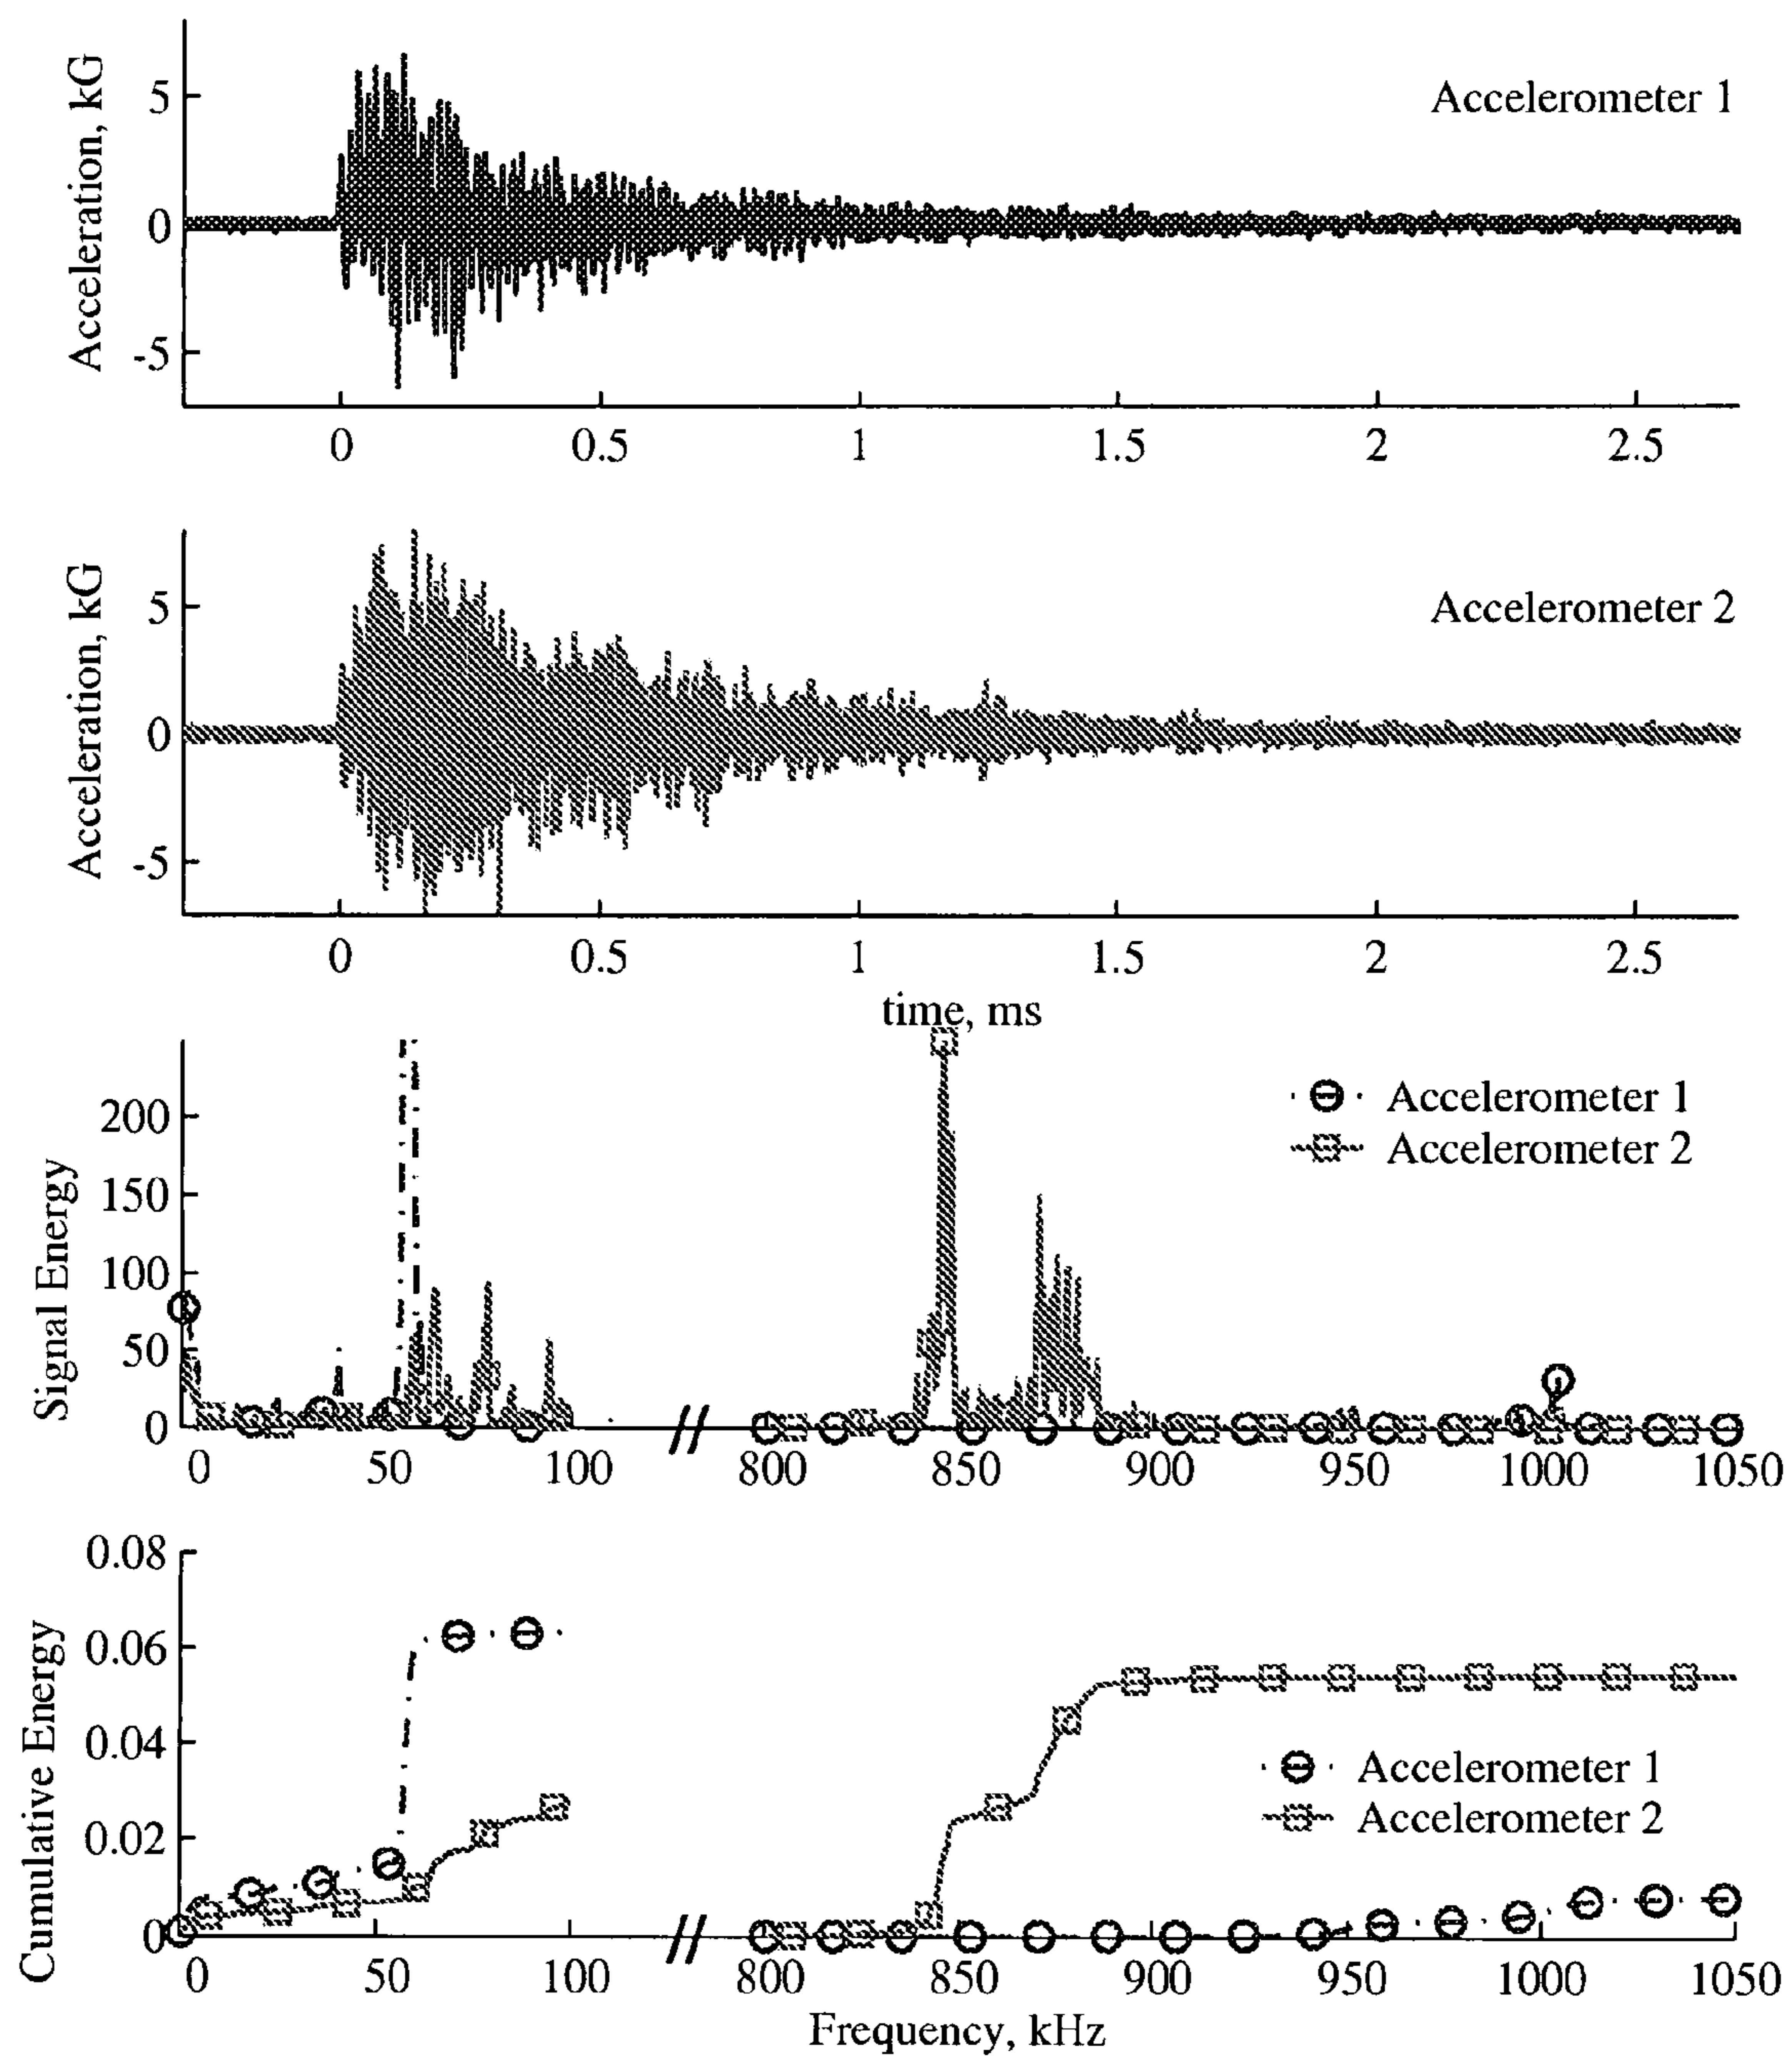 Acceleration, kG
5
0
-5
Accelerometer 1
0 0.5 1 1.5 2 2.5
Acceleration, kG
5
0
-5
Accelerometer 2
0 0.5 1 1.5 2 2.5
time, ms
Signal Energy
200
150
100
50
0
Accelerometer 1
Accelerometer 2
0 50 100 // 800 850 900 950 1000 1050
Cumulative Energy
0.08
0.06
0.04
0.02
0
Accelerometer 1
Accelerometer 2
0 50 100 // 800 850 900 950 1000 1050
Frequency, kHz